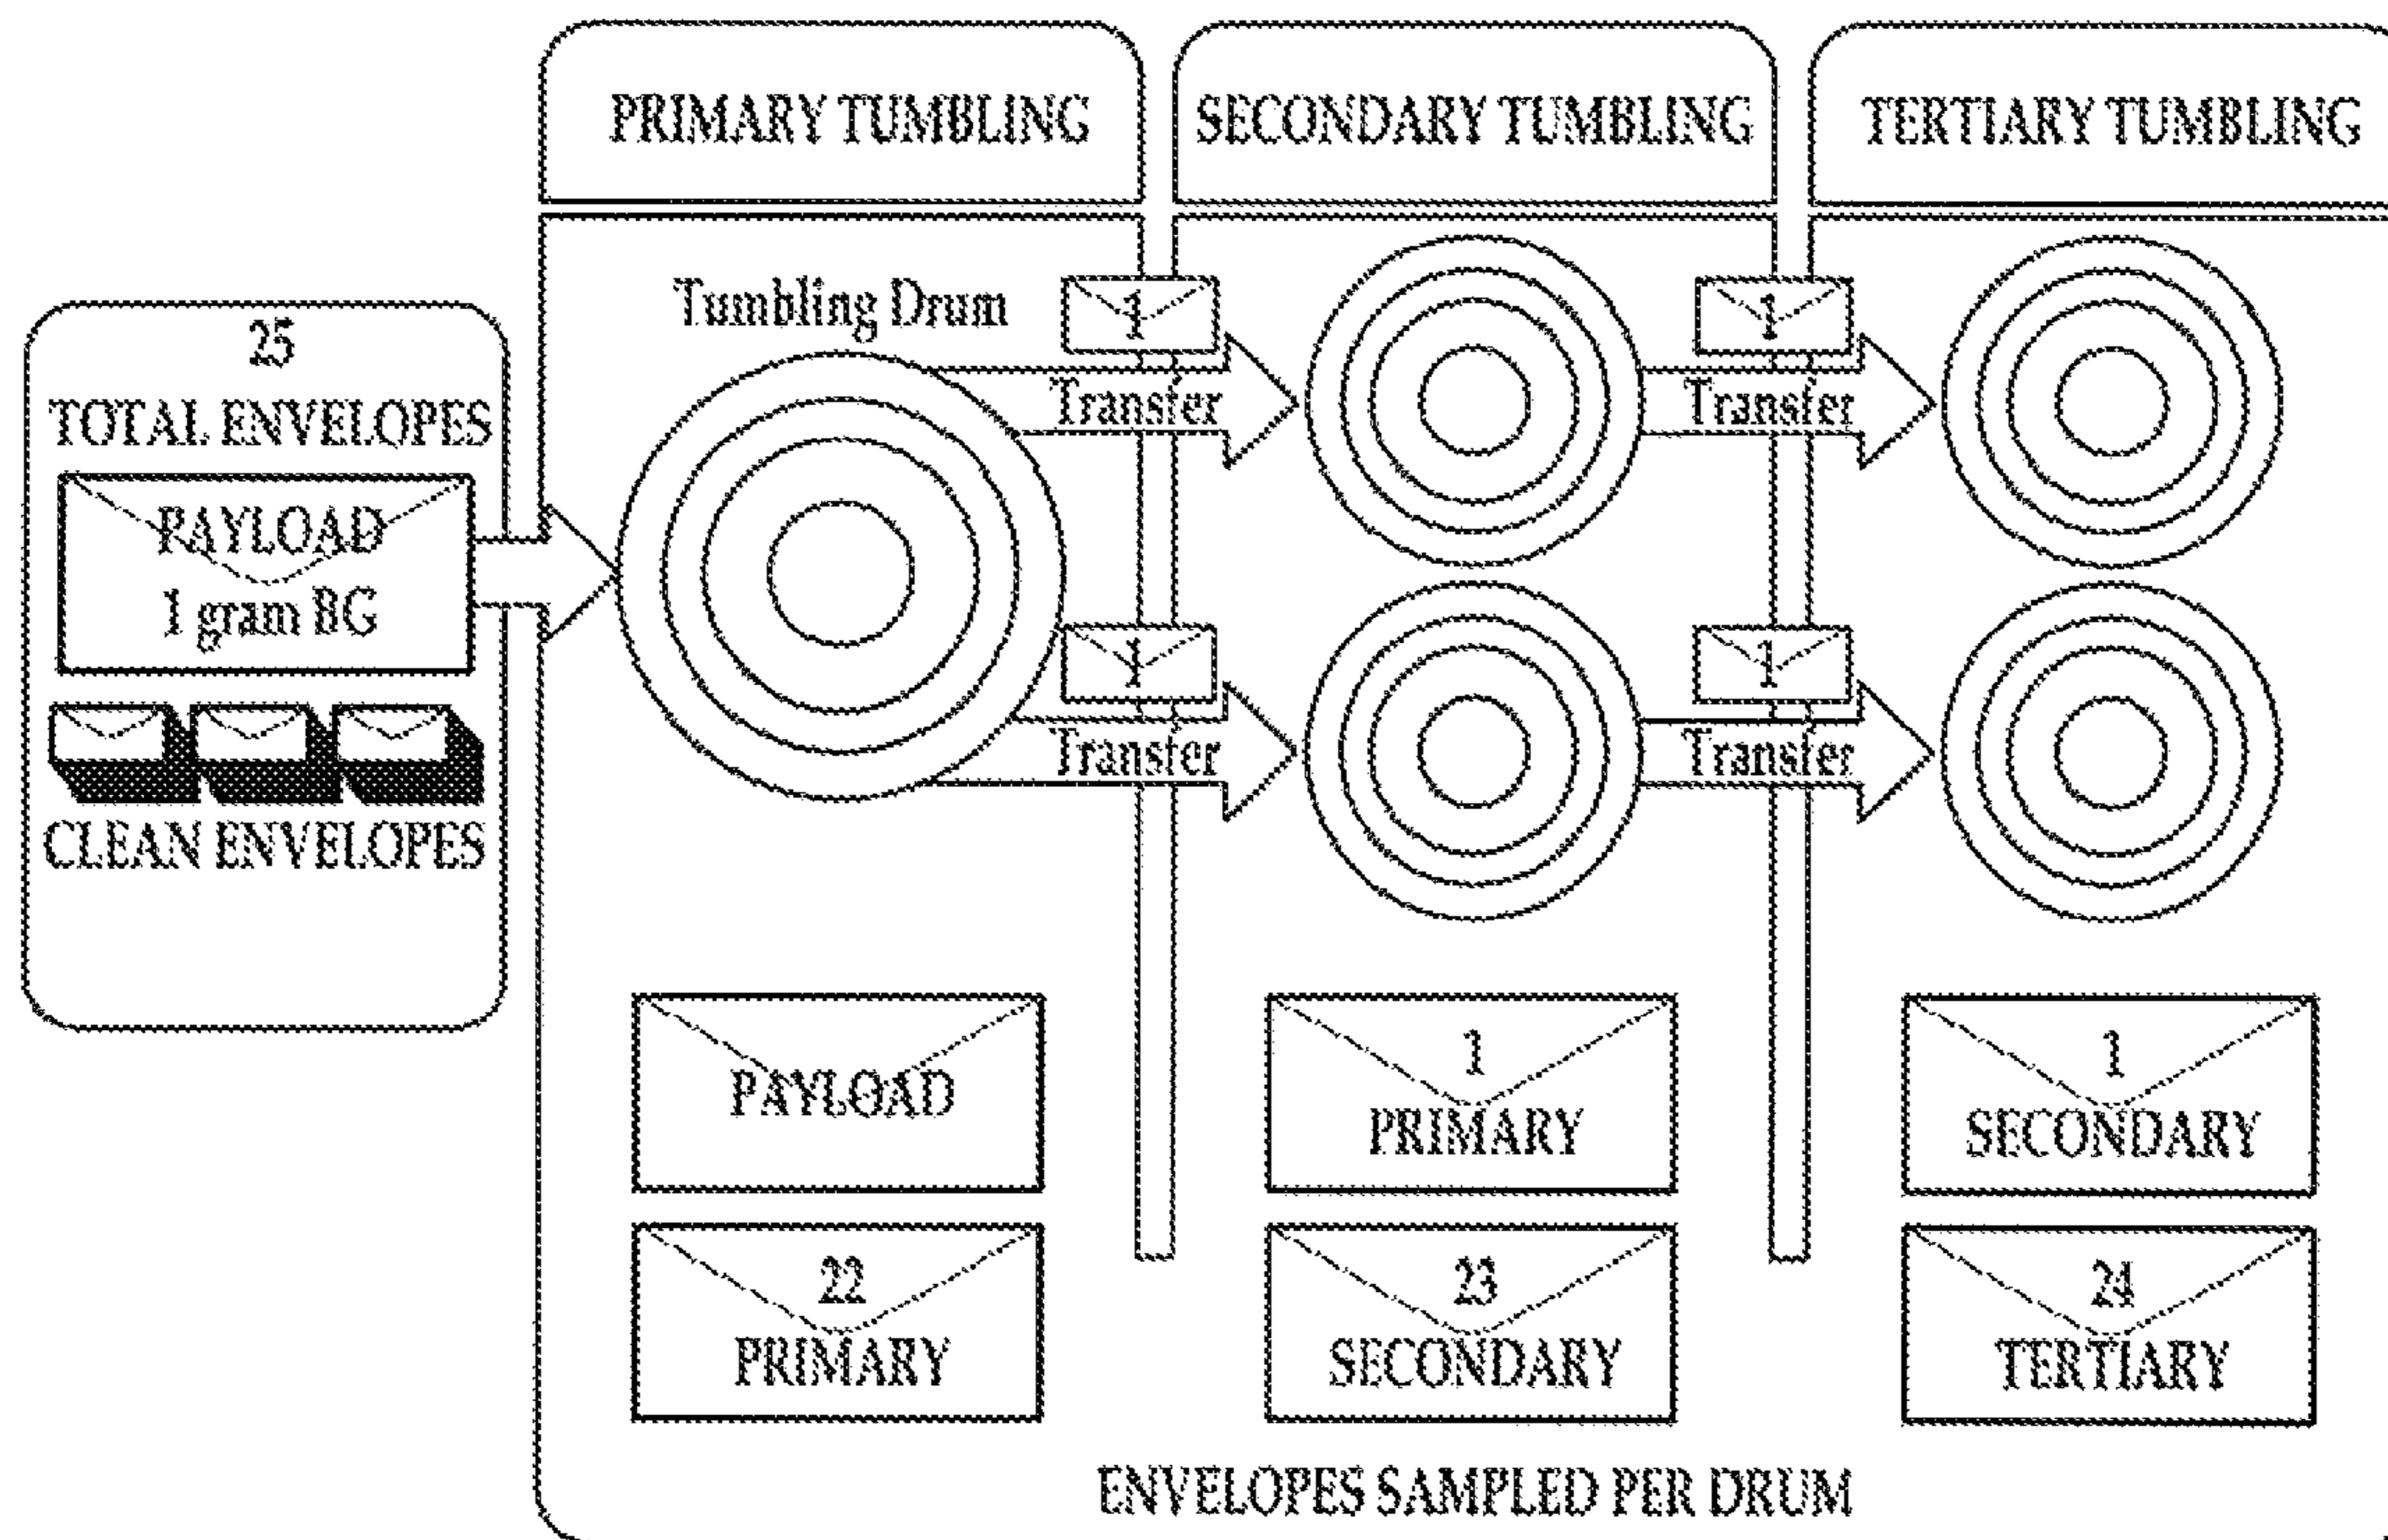 PRIMARY TUMBLING
SECONDARY TUMBLING
TERTIARY TUMBLING
25
TOTAL ENVELOPES
PAYLOAD
1 gram BG
CLEAN ENVELOPES
Tumbling Drum
1
Transfer
1
Transfer
1
Transfer
1
Transfer
PAYLOAD
22
PRIMARY
1
PRIMARY
23
SECONDARY
1
SECONDARY
24
TERTIARY
ENVELOPES SAMPLED PER DRUM